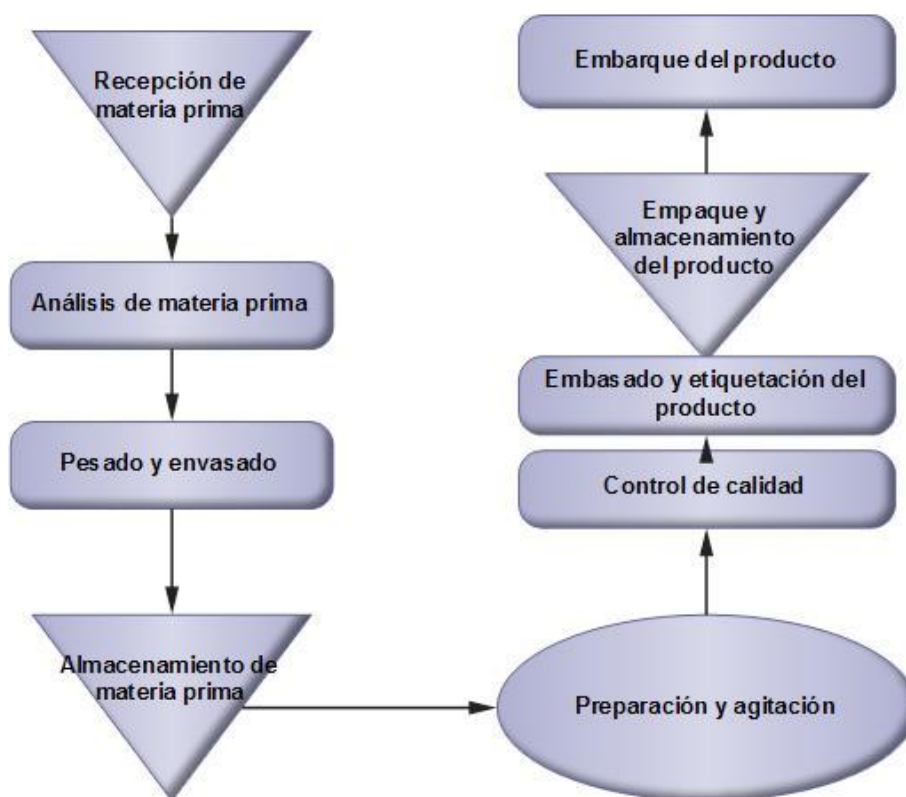 Recepción de
materia prima
Análisis de materia prima
Pesado y envasado
Almacenamiento de
materia prima
Preparación y agitación
Control de calidad
Embasado y etiquetación del
producto
Empaque y
almacenamiento
del producto
Embarque del producto